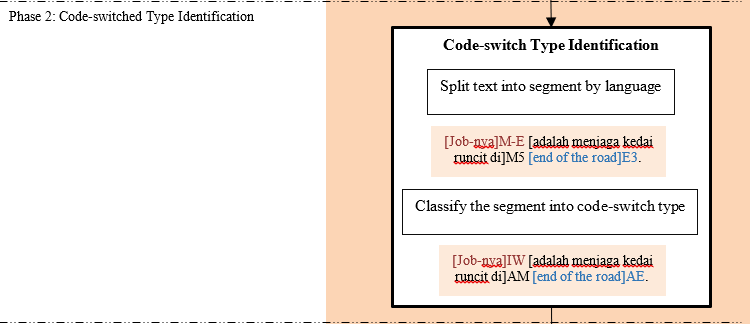 Phase 2: Code-switched Type Identification
Code-switch Type Identification
Split text into segment by language
[Job-nya]M-E [adalah menjaga kedai
runcit di]M5 [end of the road]E3.
Classify the segment into code-switch type
[Job-nya]IW [adalah menjaga kedai
runcit di]AM [end of the road]AE.